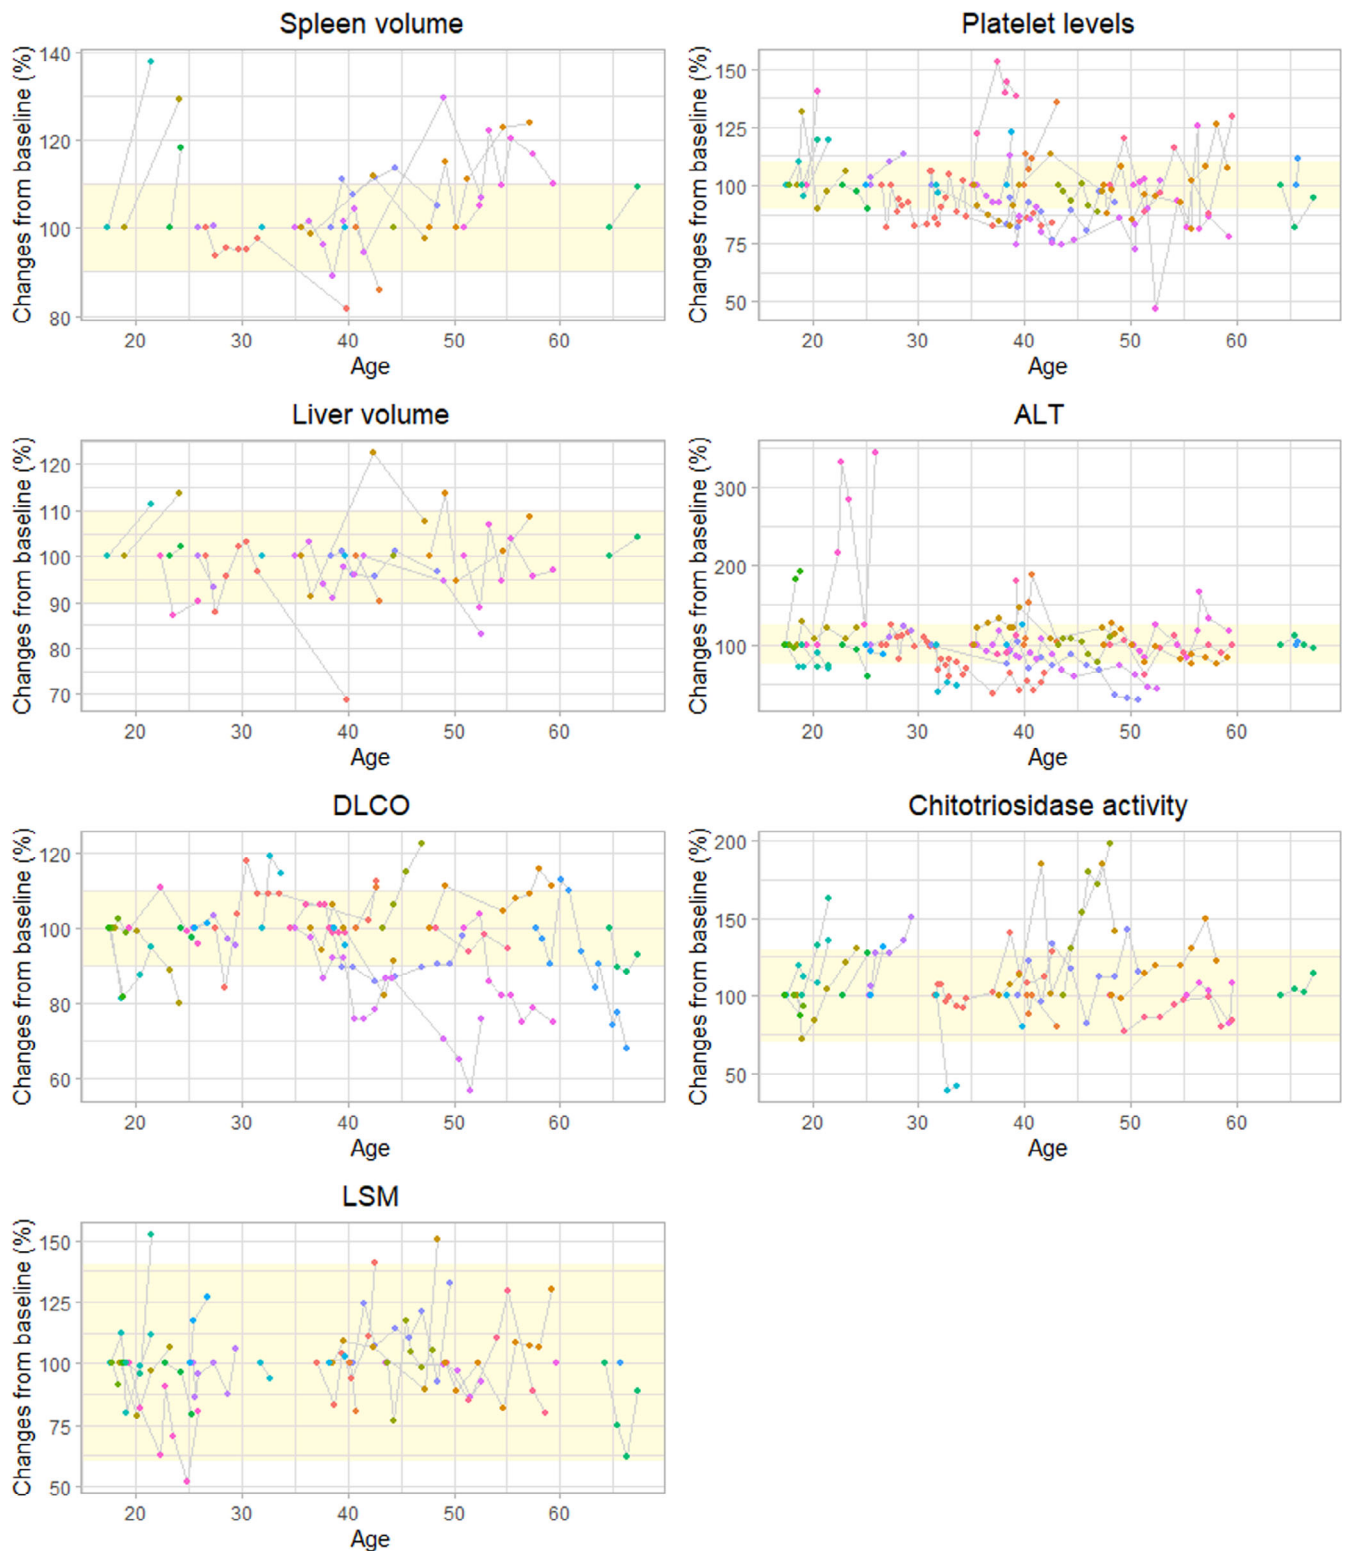 Spleen volume
Changes from baseline (%)
140
120
100
80
20 30 40 50 60
Age
Platelet levels
Changes from baseline (%)
150
125
100
75
50
20 30 40 50 60
Age
Liver volume
Changes from baseline (%)
120
110
100
90
80
70
20 30 40 50 60
Age
ALT
Changes from baseline (%)
300
200
100
20 30 40 50 60
Age
DLCO
Changes from baseline (%)
120
100
80
60
20 30 40 50 60
Age
Chitotriosidase activity
Changes from baseline (%)
200
150
100
50
20 30 40 50 60
Age
LSM
Changes from baseline (%)
150
125
100
75
50
20 30 40 50 60
Age